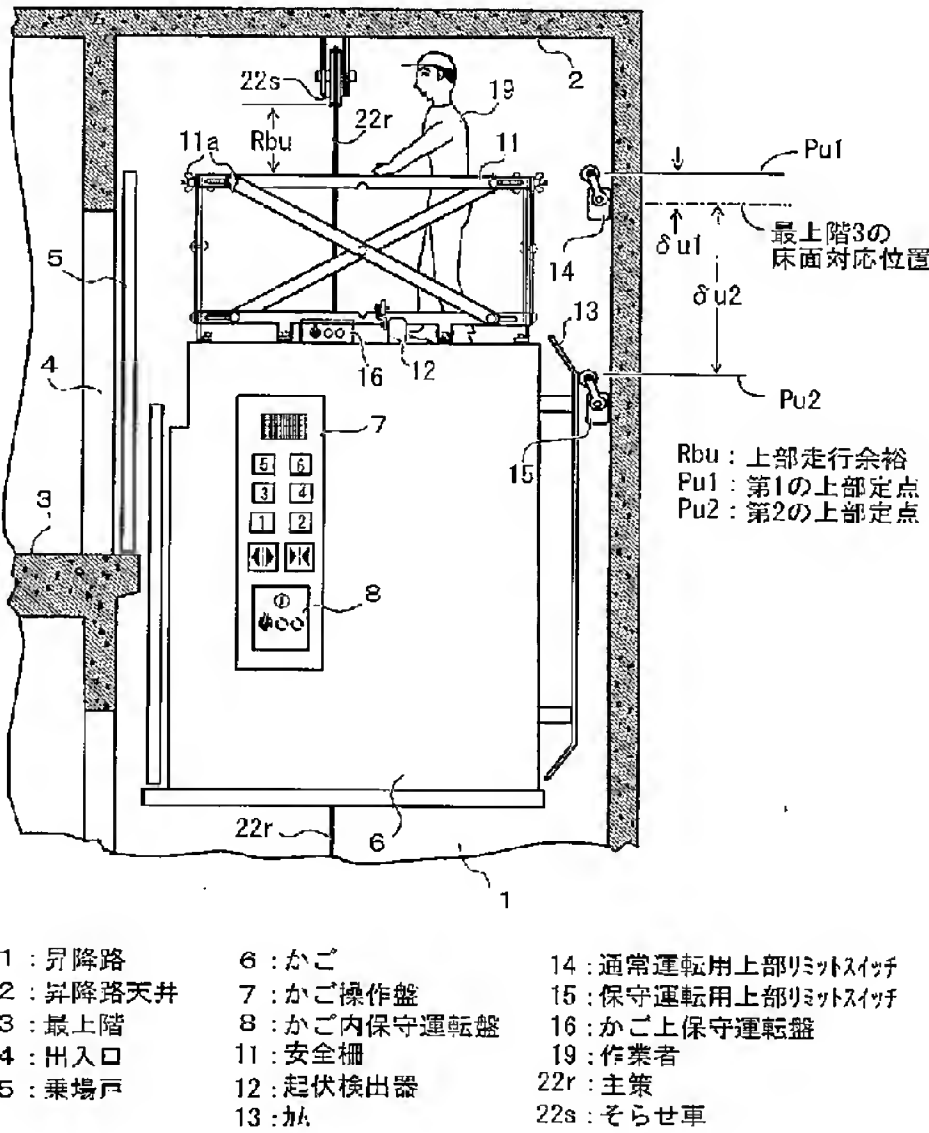 2
22s
19
22r
Rbu
11a
11
Pu1
δu1
最上階3の
床面対応位置
14
5
δu2
13
4
16
12
Pu2
7
15
Rbu：上部走行余裕
Pu1：第1の上部定点
Pu2：第2の上部定点
5 6
3 4
3
1 2
8
22r
6
1
1：昇降路
2：昇降路天井
3：最上階
4：出入口
5：乗場戸
6：かご
7：かご操作盤
8：かご内保守運転盤
11：安全柵
12：起伏検出器
13：カム
14：通常運転用上部リミットスイッチ
15：保守運転用上部リミットスイッチ
16：かご上保守運転盤
19：作業者
22r：主策
22s：そらせ車